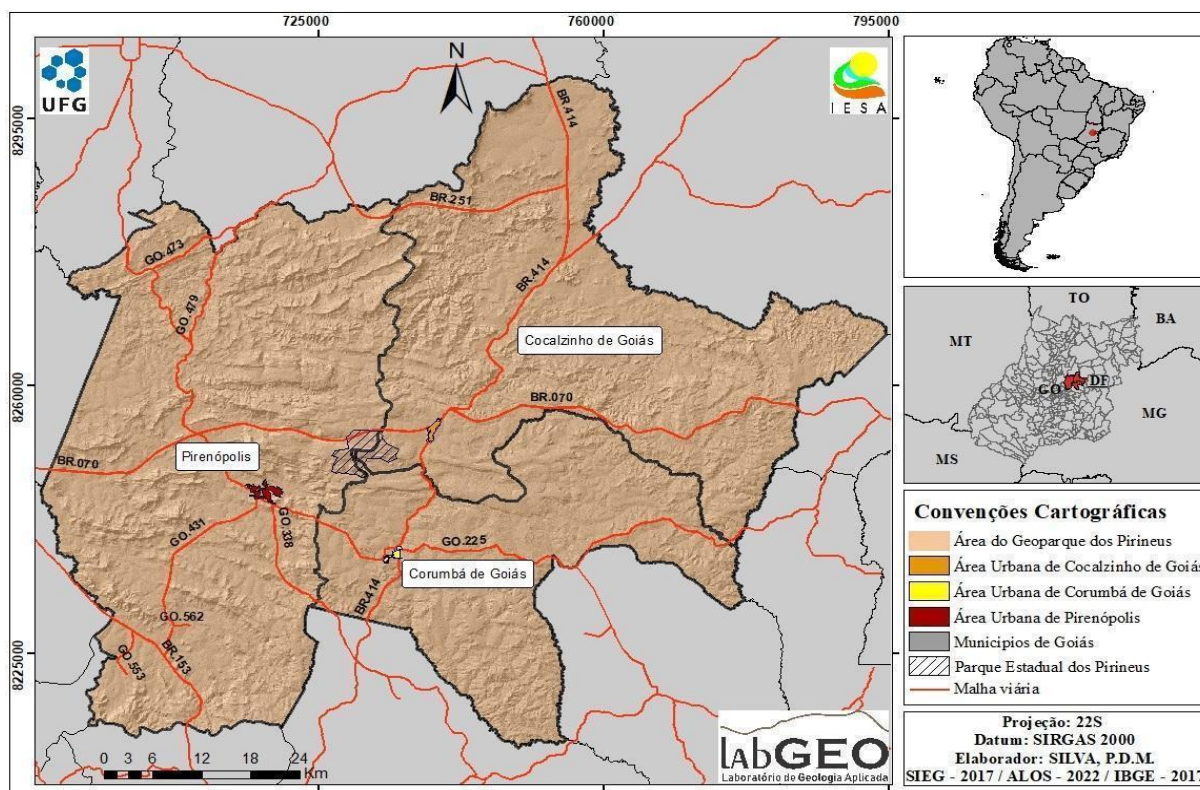 725000
760000
795000
8295000
8260000
8225000
UFG
N
IESA
BR.414
BR.251
GO.473
GO.479
BR.414
Cocalzinho de Goiás
BR.070
Pirenópolis
BR.070
GO.431
GO.338
GO.225
Corumbá de Goiás
BR.414
GO.562
GO.553
BR.153
0 3 6 12 18 24
Km
labGEO
Laboratório de Geologia Aplicada
TO
BA
MT
DF
GO
MG
MS
Convenções Cartográficas
Área do Geoparque dos Pirineus
Área Urbana de Cocalzinho de Goiás
Área Urbana de Corumbá de Goiás
Área Urbana de Pirenópolis
Municípios de Goiás
Parque Estadual dos Pirineus
Malha viária
Projeção: 22S
Datum: SIRGAS 2000
Elaborador: SILVA, P.D.M.
SIEG - 2017 / ALOS - 2022 / IBGE - 2017